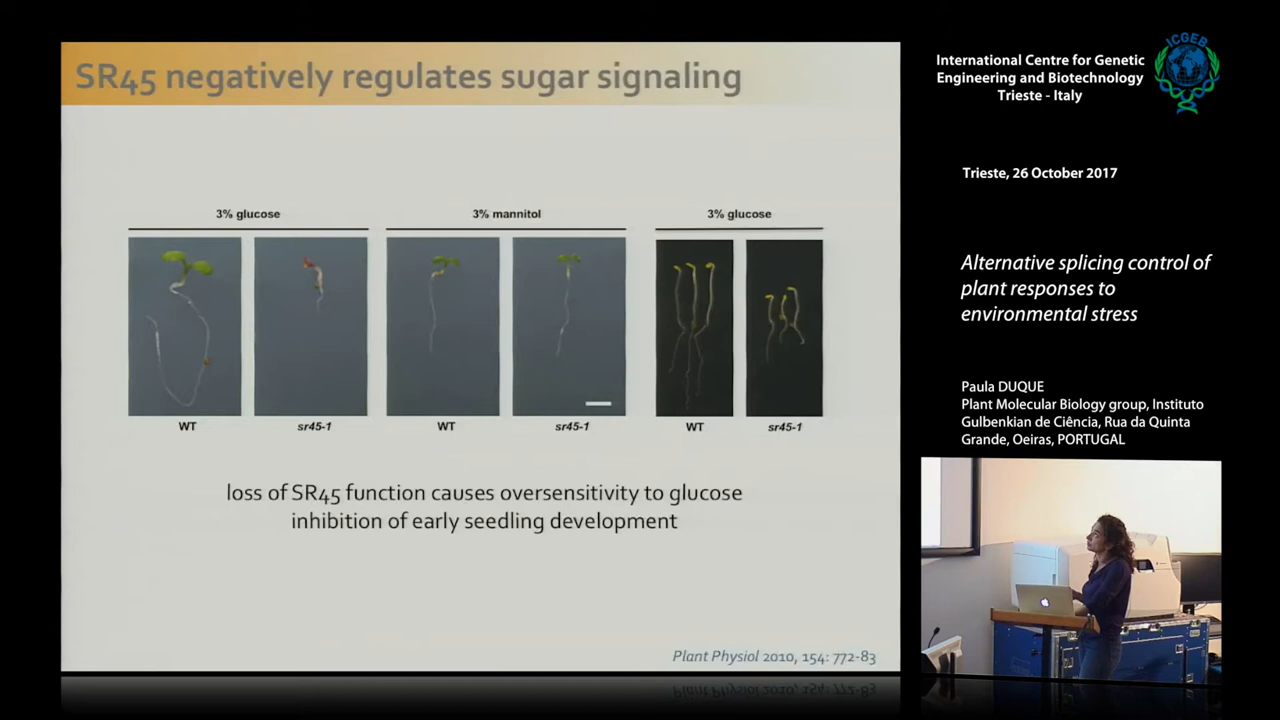 SR45 negatively regulates sugar signaling
3% glucose
3% mannitol
3% glucose
WT
sr45-1
WT
sr45-1
WT
sr45-1
loss of SR45 function causes oversensitivity to glucose
inhibition of early seedling development
Plant Physiol 2010, 154: 772-83
International Centre for Genetic
Engineering and Biotechnology
Trieste - Italy
ICGEB
Trieste, 26 October 2017
Alternative splicing control of
plant responses to
environmental stress
Paula DUQUE
Plant Molecular Biology group, Instituto
Gulbenkian de Ciência, Rua da Quinta
Grande, Oeiras, PORTUGAL